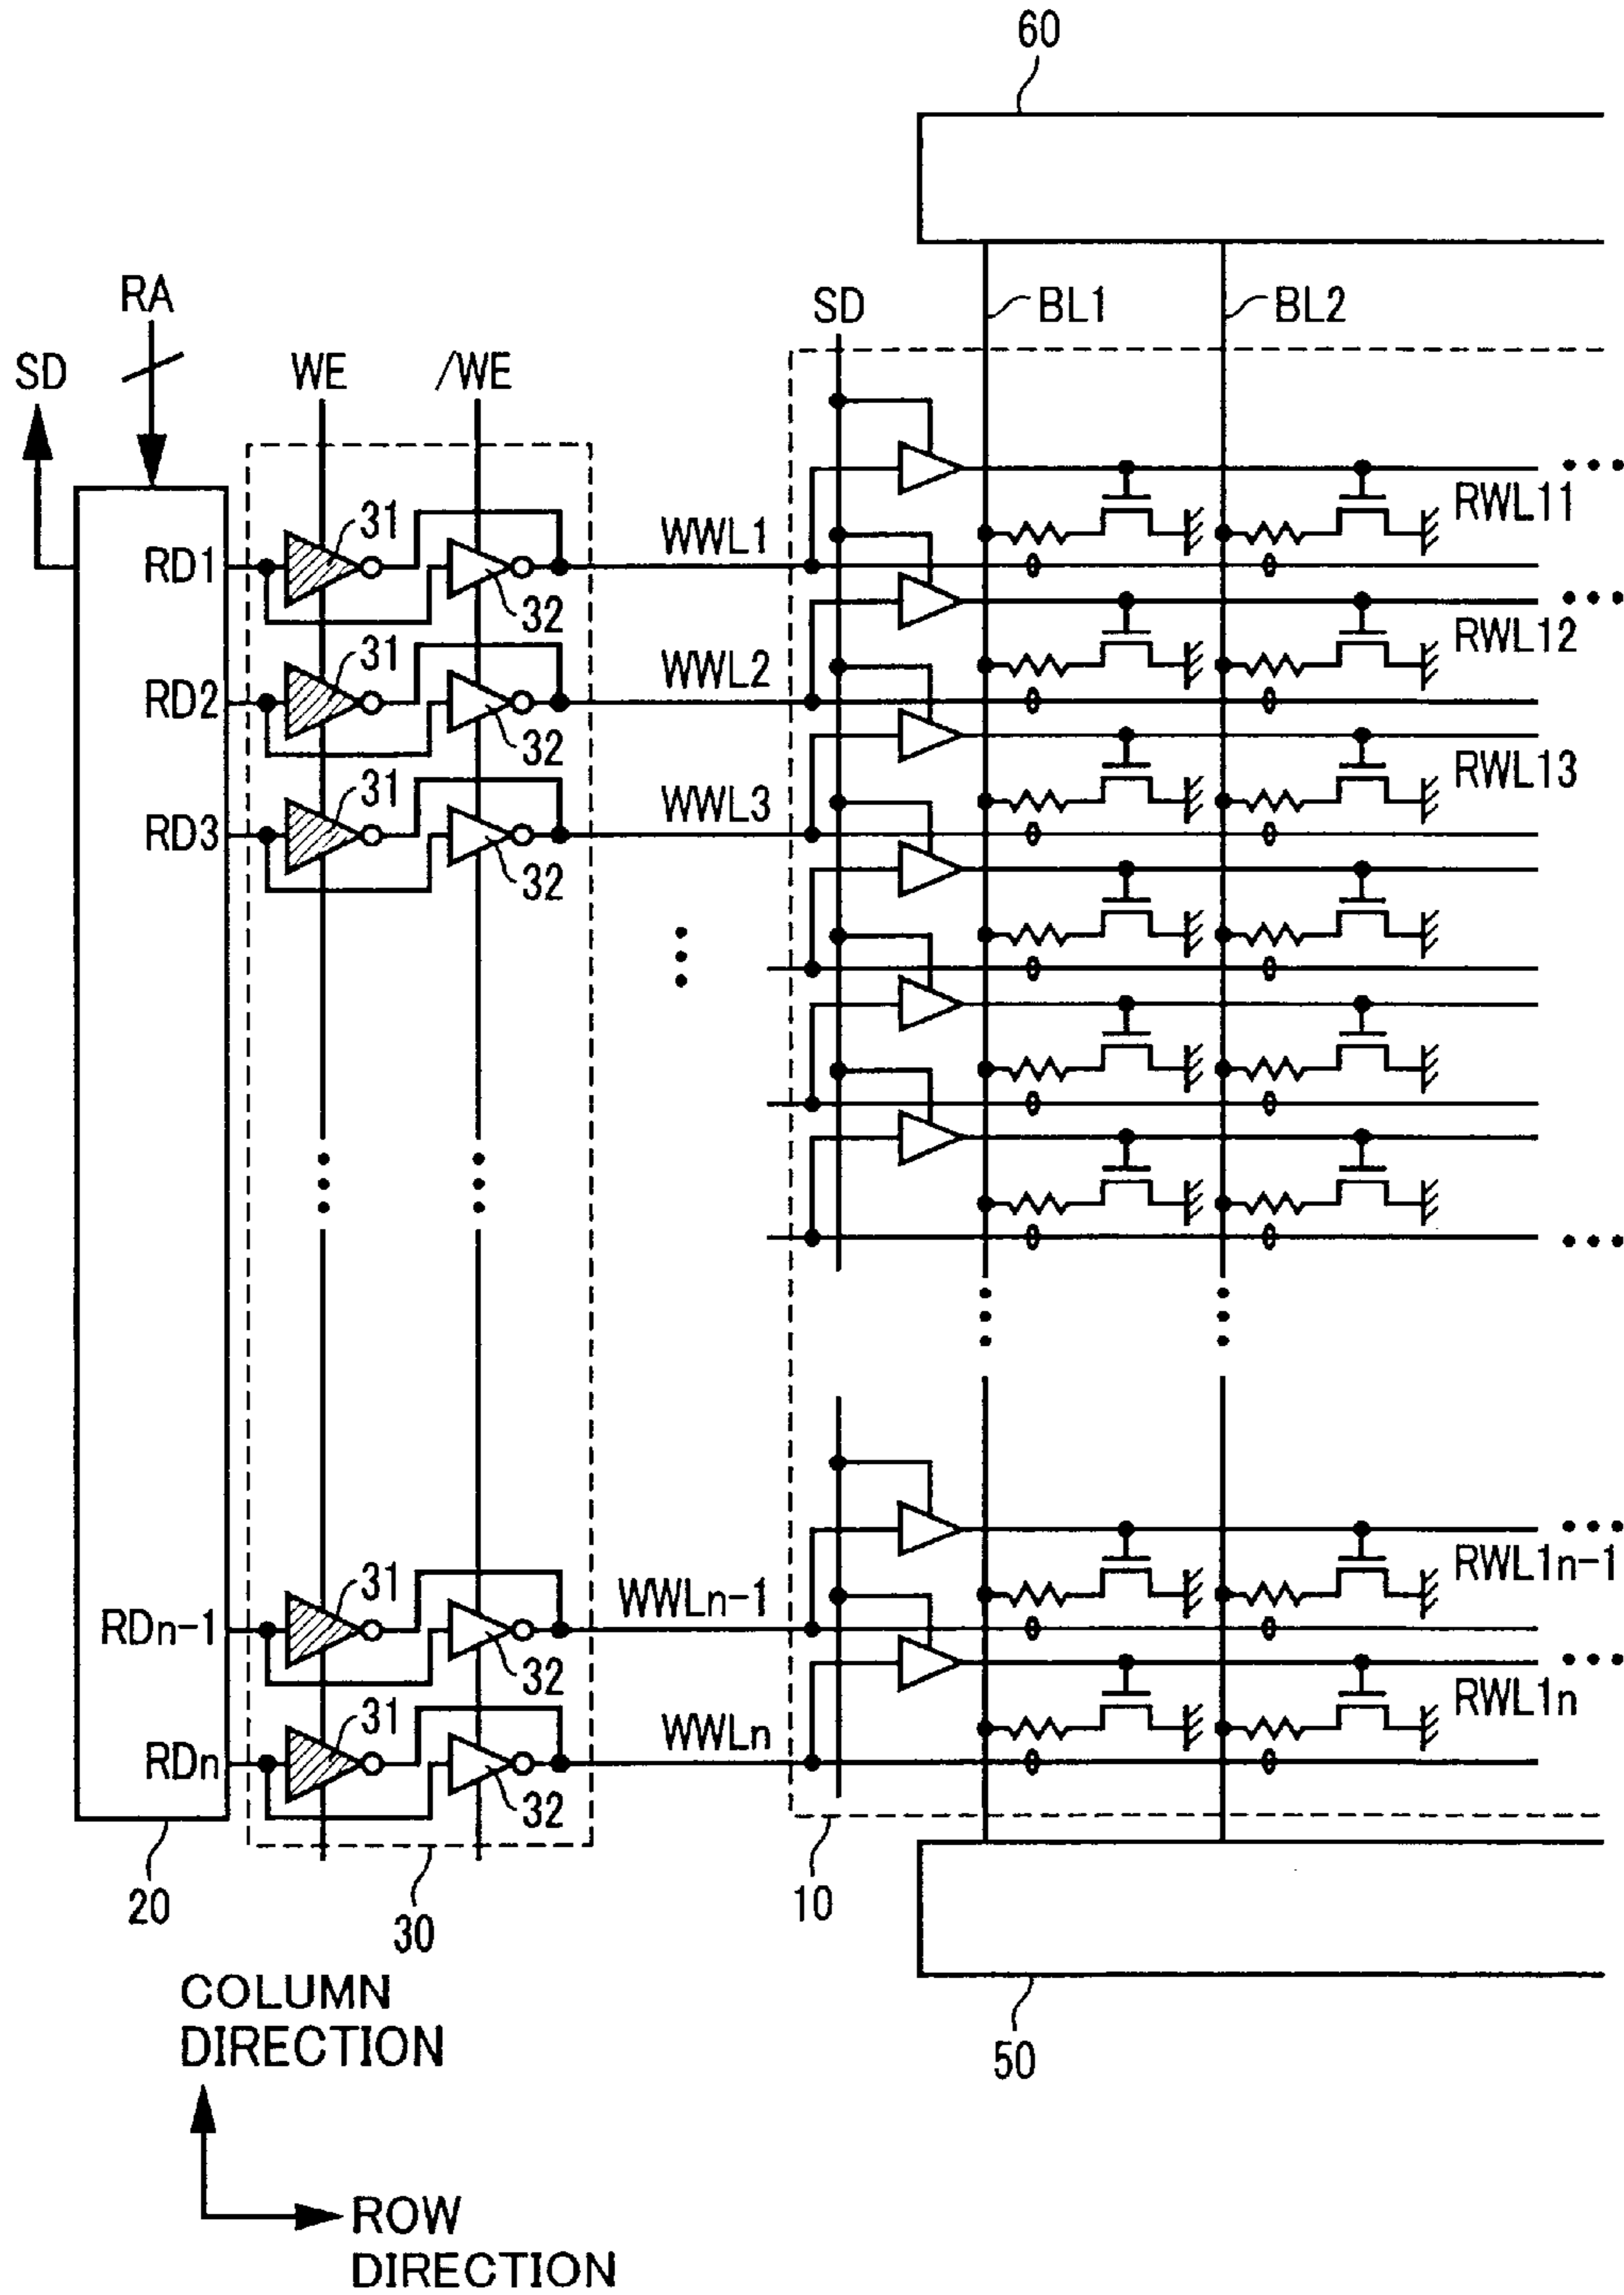 60
RA
SD
WE
/WE
SD
BL1
BL2
RD1
31
32
WWL1
RWL11
RD2
31
32
WWL2
RWL12
RD3
31
32
WWL3
RWL13
RDn-1
31
32
WWLn-1
RWL1n-1
RDn
31
32
WWLn
RWL1n
20
30
10
50
COLUMN
DIRECTION
ROW
DIRECTION